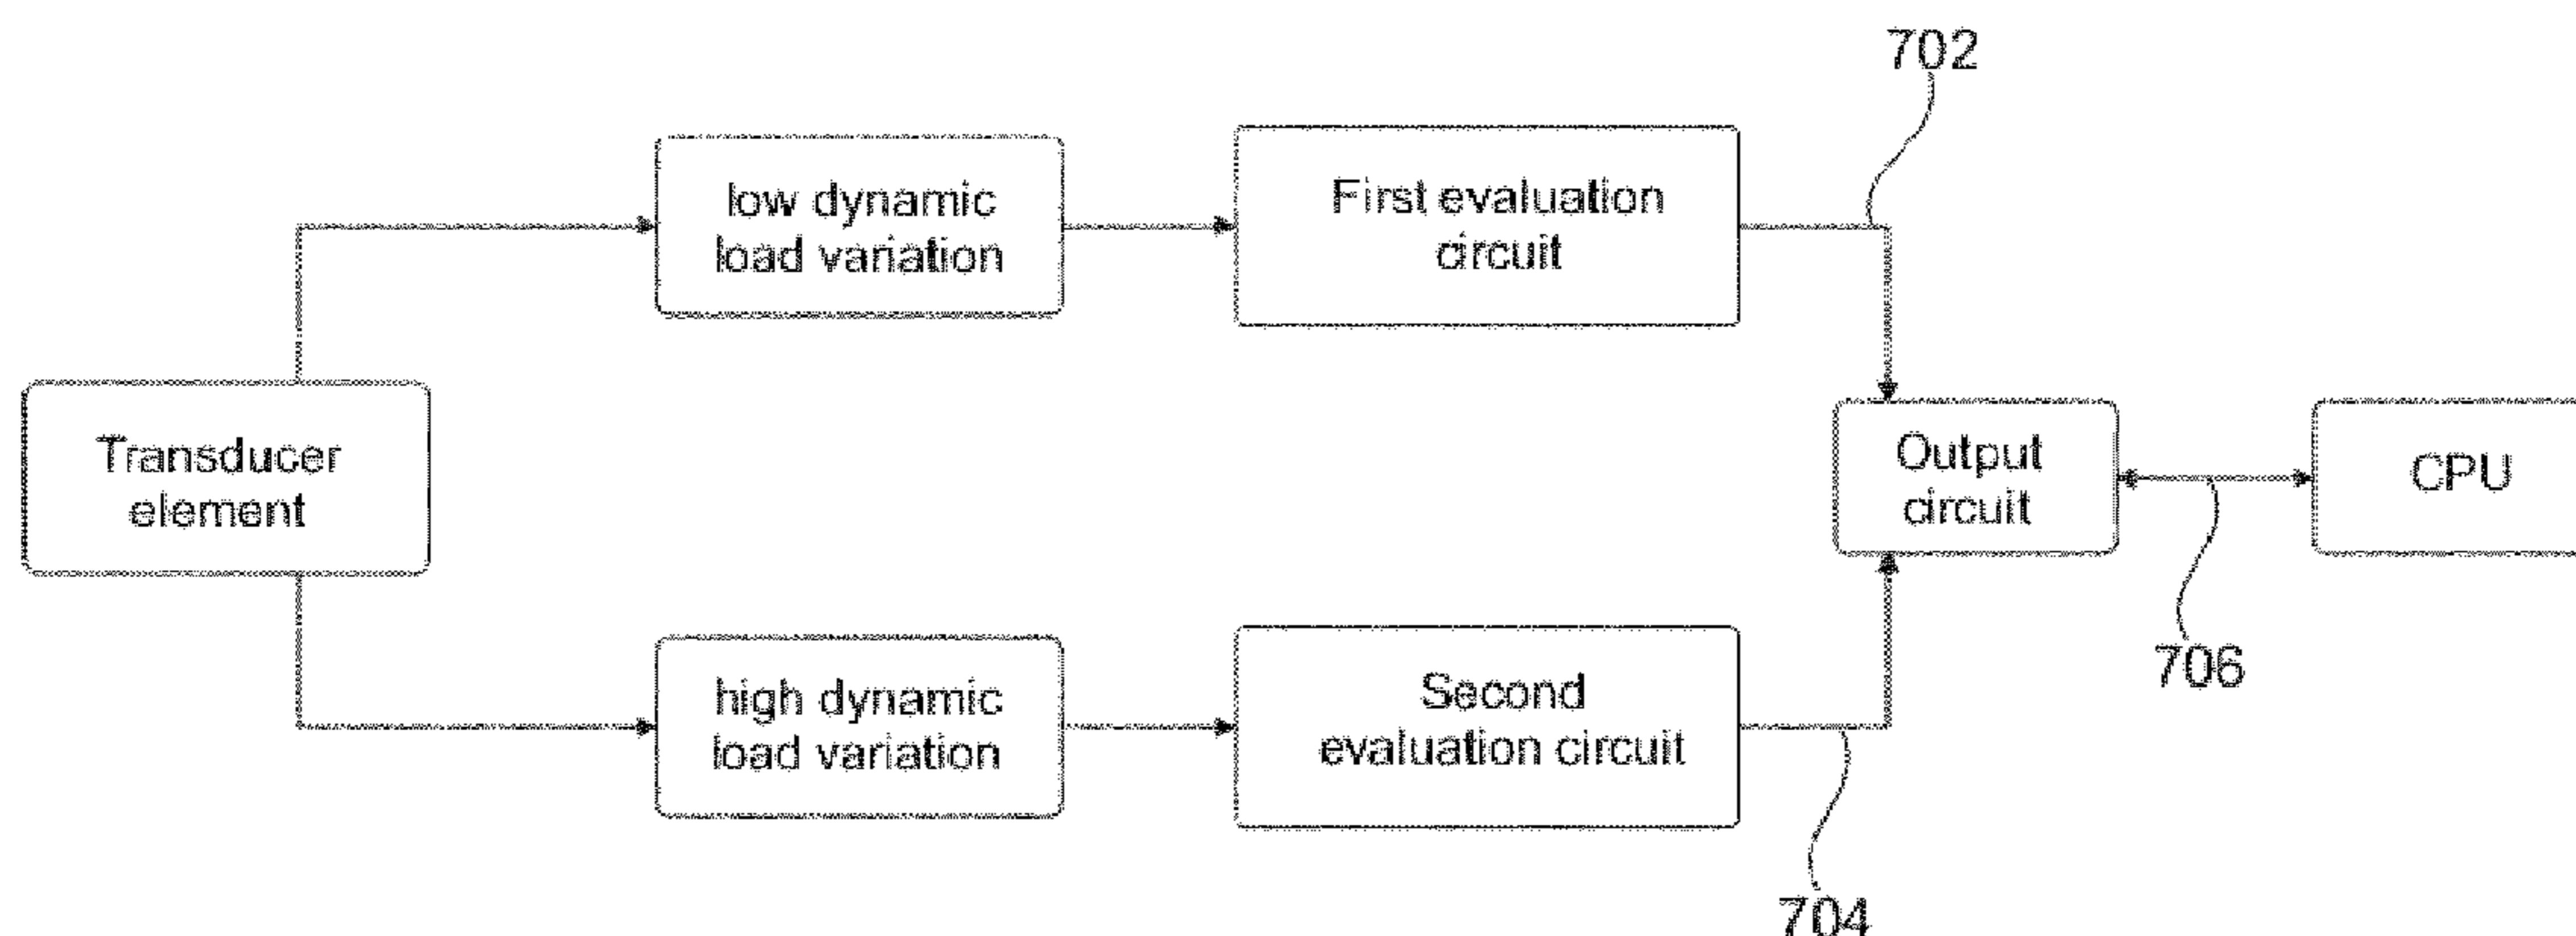 702
low dynamic
load variation
First evaluation
circuit
Transducer
element
Output
circuit
CPU
706
high dynamic
load variation
Second
evaluation circuit
704